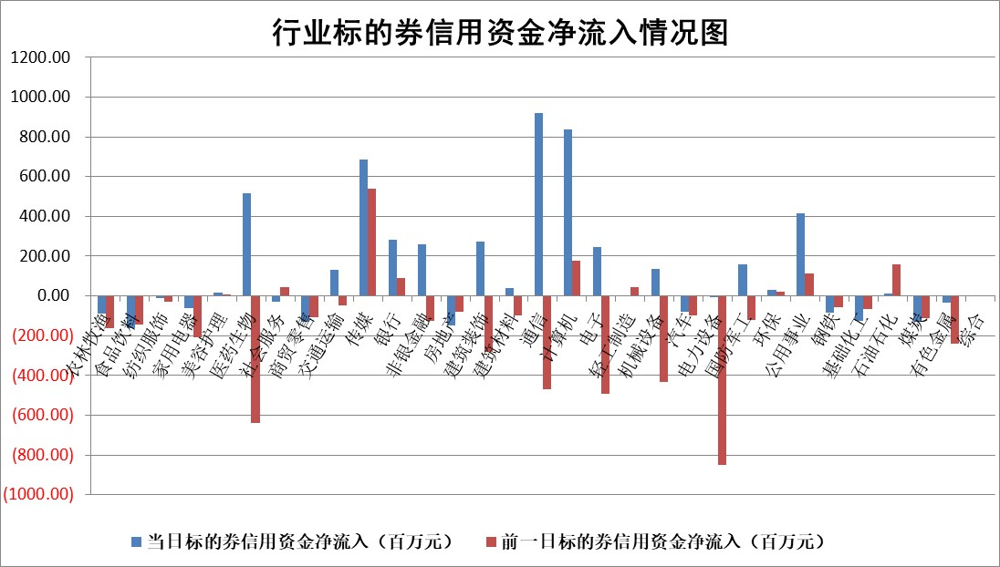 行业标的券信用资金净流入情况图
1200.00
1000.00
800.00
600.00
400.00
200.00
0.00
(200.00)
(400.00)
(600.00)
(800.00)
(1000.00)
农林牧渔
食品饮料
纺织服饰
家用电器
美容护理
医药生物
社会服务
商贸零售
交通运输
传媒
银行
非银金融
房地产
建筑装饰
建筑材料
通信
计算机
电子
轻工制造
机械设备
汽车
电力设备
国防军工
环保
公用事业
钢铁
基础化工
石油石化
煤炭
有色金属
综合
当日标的券信用资金净流入（百万元）
前一日标的券信用资金净流入（百万元）